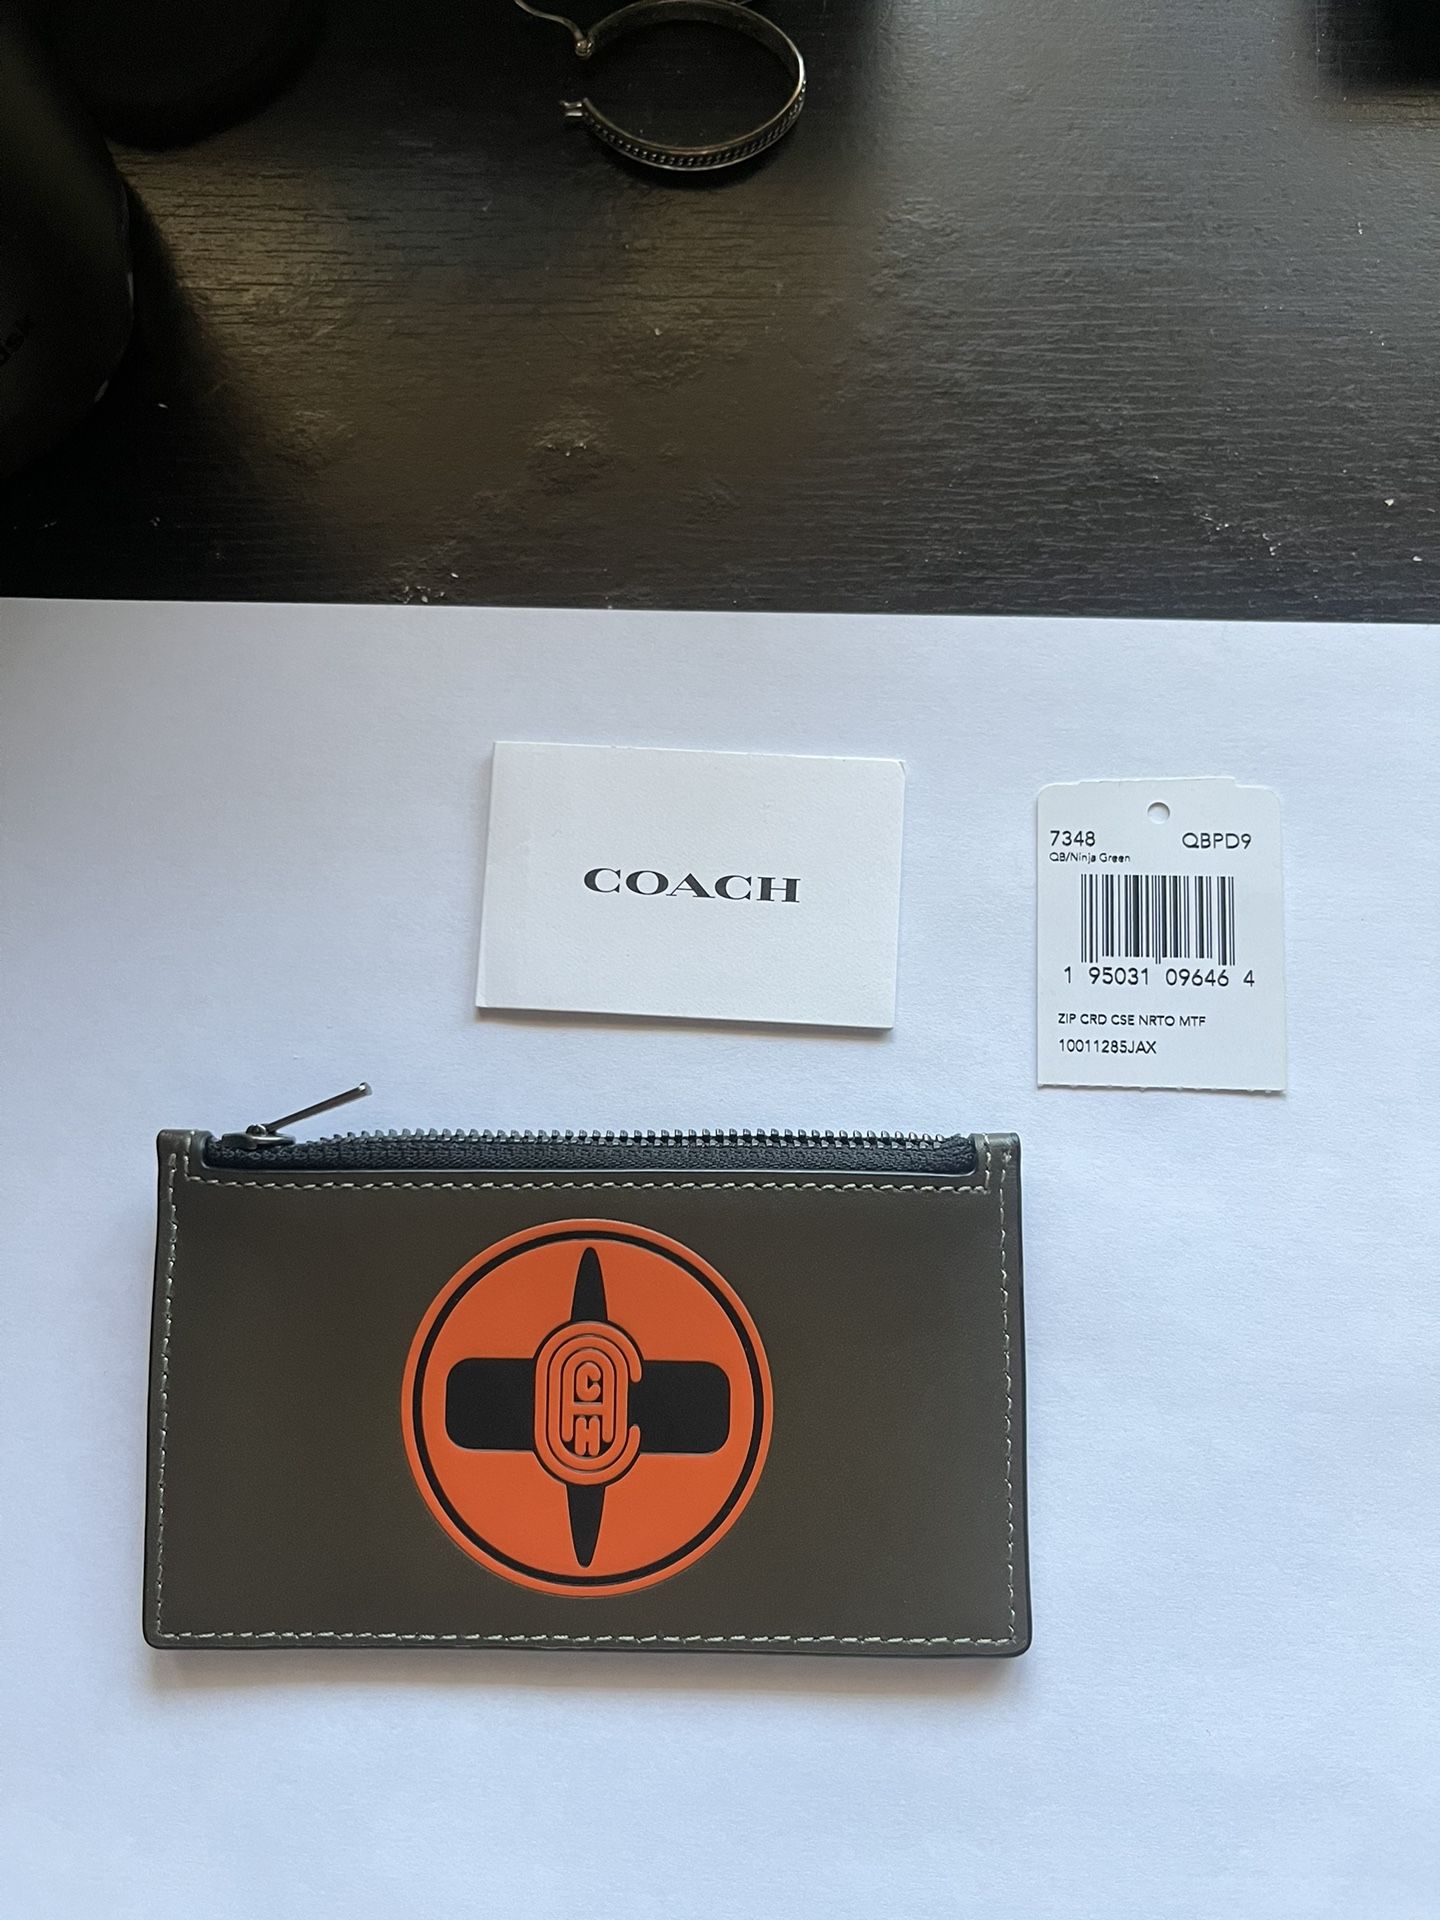 COACH
7348 QBPD9
QB/Ninja Green
1 95031 09646 4
ZIP CRD CSE NRTO MTF
10011285JAX
C
H